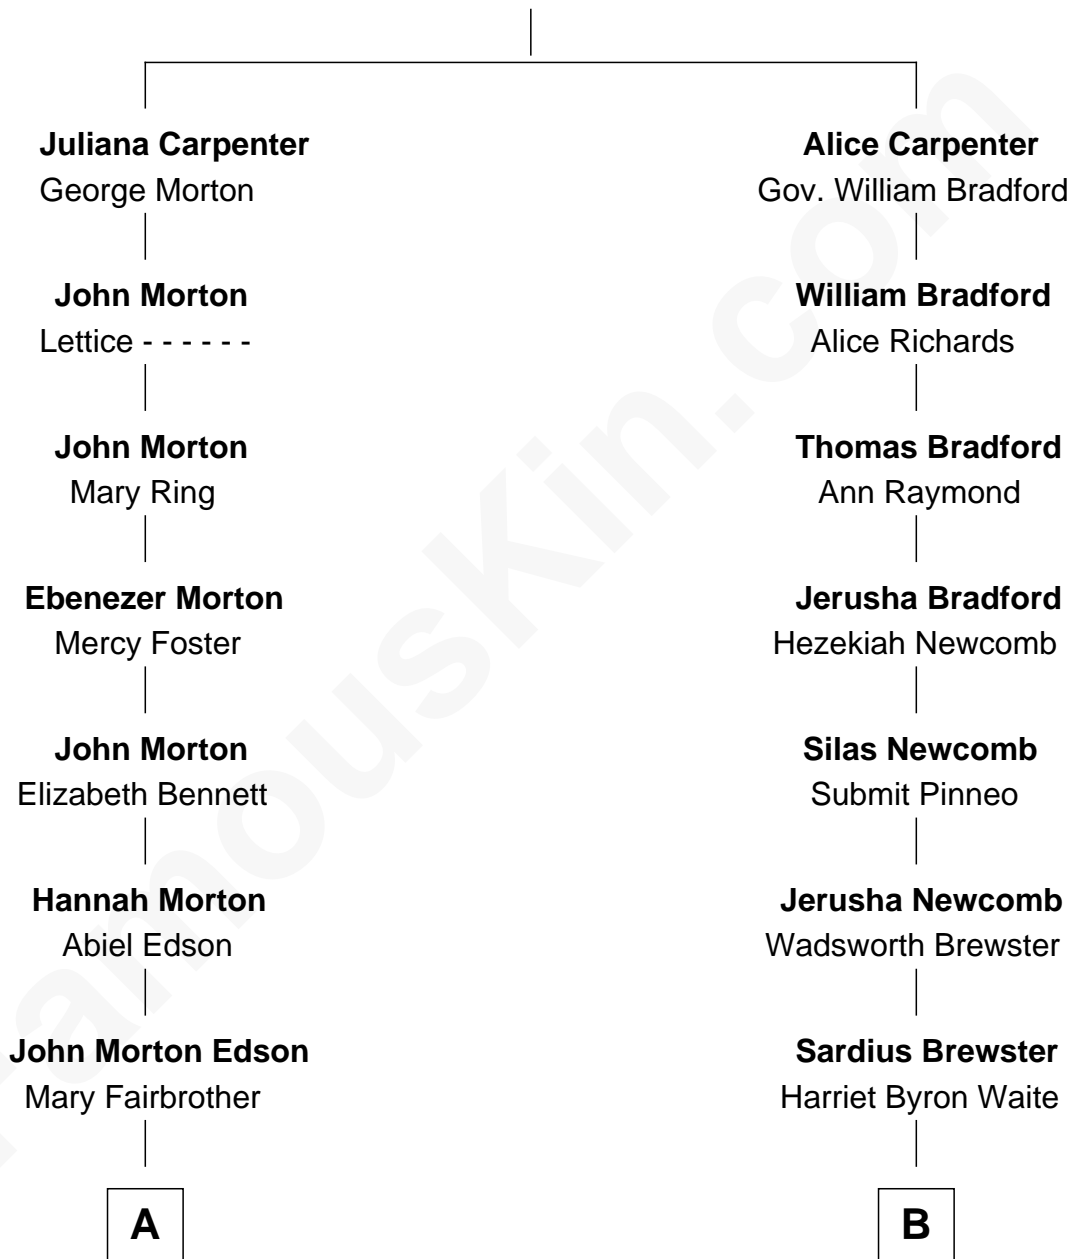 Juliana Carpenter
George Morton
Alice Carpenter
Gov. William Bradford
John Morton
Lettice - - - - - -
William Bradford
Alice Richards
John Morton
Mary Ring
Thomas Bradford
Ann Raymond
Ebenezer Morton
Mercy Foster
Jerusha Bradford
Hezekiah Newcomb
John Morton
Elizabeth Bennett
Silas Newcomb
Submit Pinneo
Hannah Morton
Abiel Edson
Jerusha Newcomb
Wadsworth Brewster
John Morton Edson
Mary Fairbrother
Sardius Brewster
Harriet Byron Waite
A
B
FamousKin.com